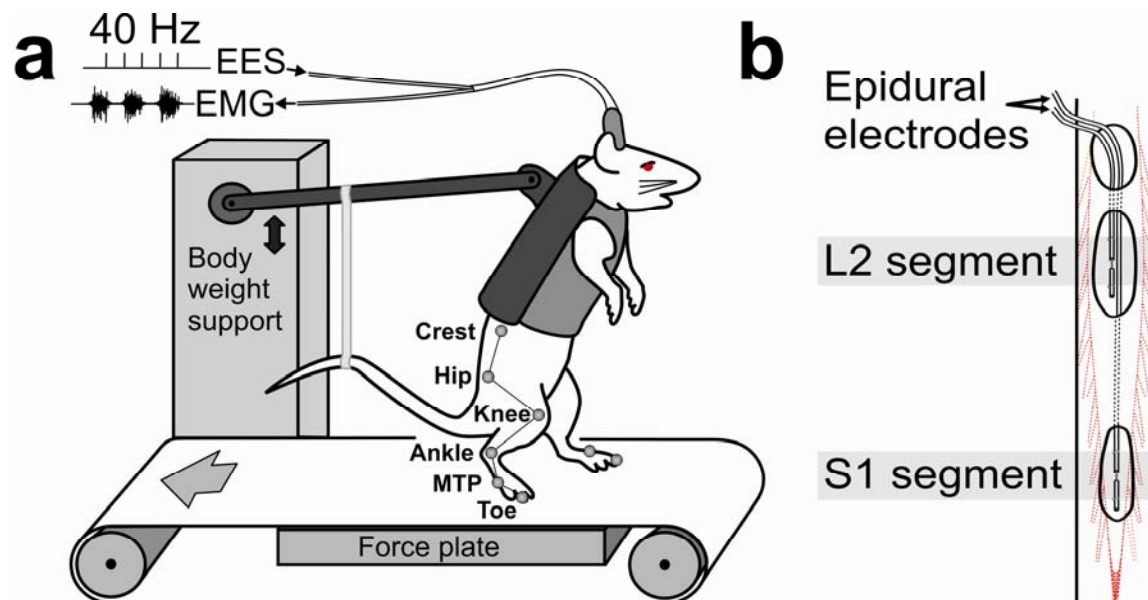 a
40 Hz
EES
EMG
Body
weight
support
Crest
Hip
Knee
Ankle
MTP
Toe
Force plate
b
Epidural
electrodes
L2 segment
S1 segment